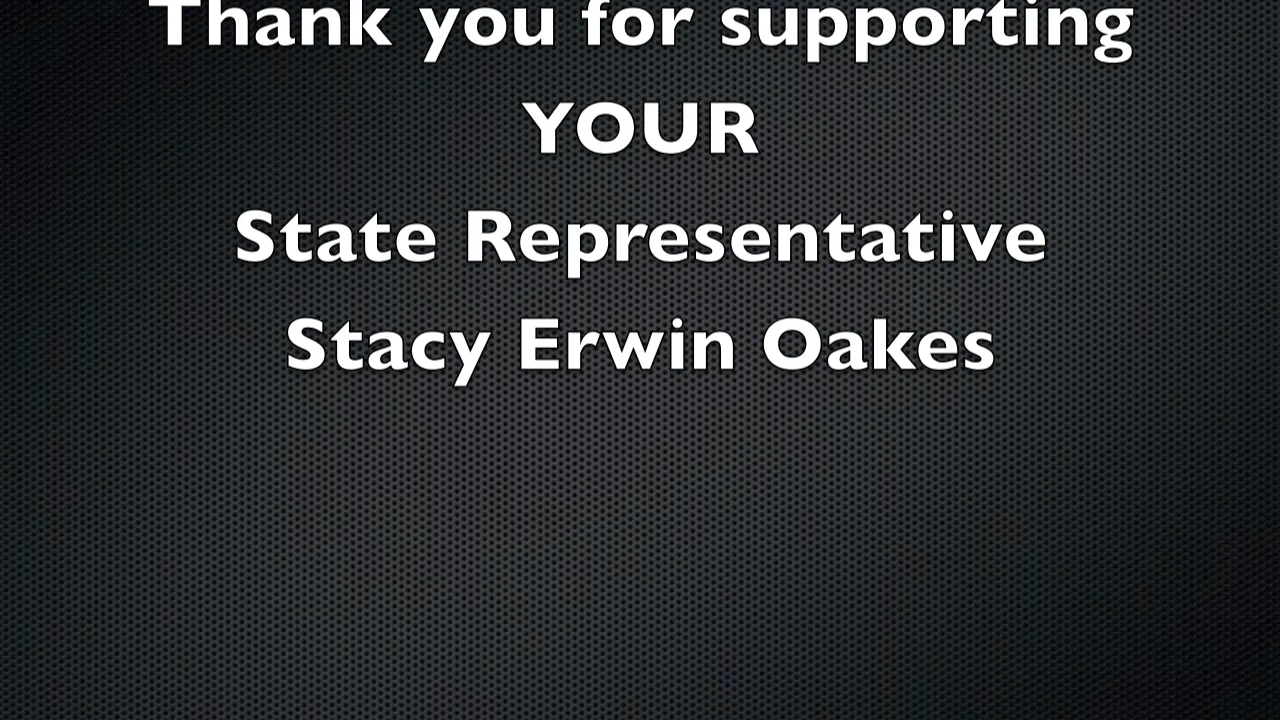 Thank you for supporting
YOUR
State Representative
Stacy Erwin Oakes